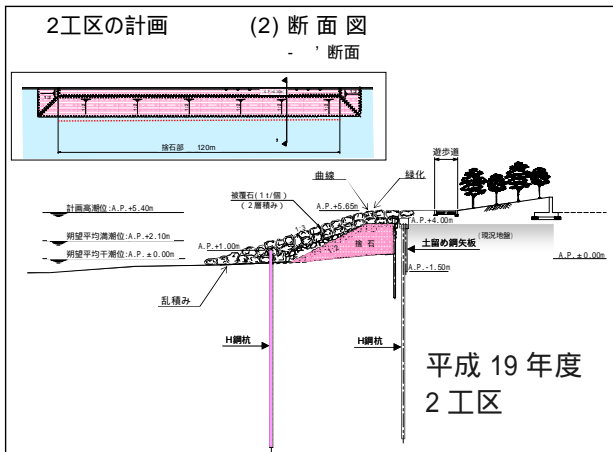 2工区の計画　(2) 断 面 図
- ' 断面
捨石部 120m
'
遊歩道
曲線
緑化
被覆石(1t/個)
(2層積み)
A.P.+5.65m
計画高潮位:A.P.+5.40m
A.P.+4.00m
1:3
(現況地盤)
朔望平均満潮位:A.P.+2.10m
捨 石
土留め鋼矢板
A.P.+1.00m
朔望平均干潮位:A.P.±0.00m
A.P.±0.00m
1:2
A.P.-1.50m
乱積み
H鋼杭
H鋼杭
平成 19 年度
2 工区